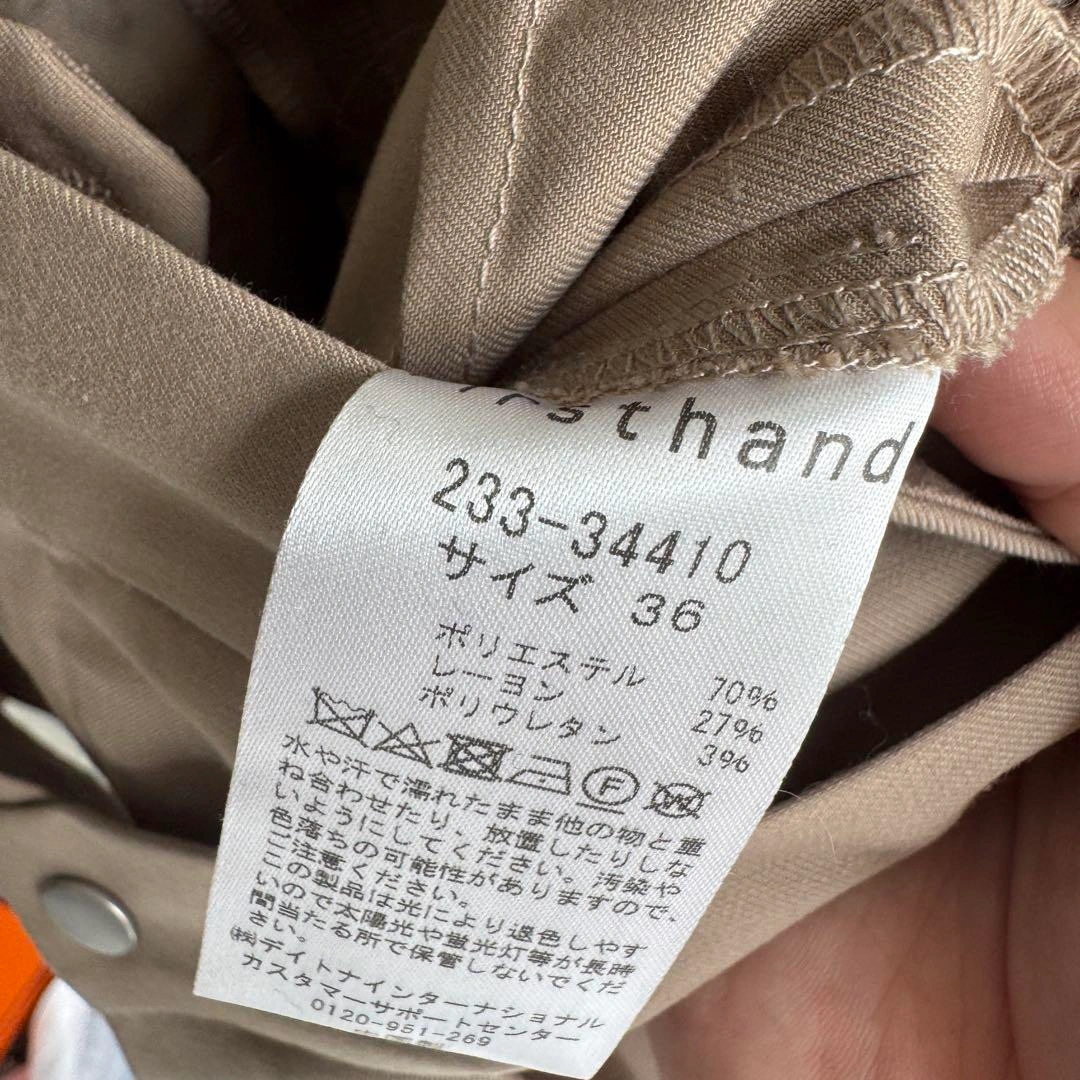 firsthand
233-34410
サイズ 36
ポリエステル 70%
レーヨン 27%
ポリウレタン 3%
水や汗で濡れたまま他の物と重
ね合わせたり、放置したりしな
いようにしてください。汚染や
色落ちの可能性がありますので、
ご注意ください。
この製品は光により退色しやす
いので太陽光や蛍光灯等が長時
間当たる所で保管しないでくだ
さい。
㈱デイトナインターナショナル
カスタマーサポートセンター
0120-951-269